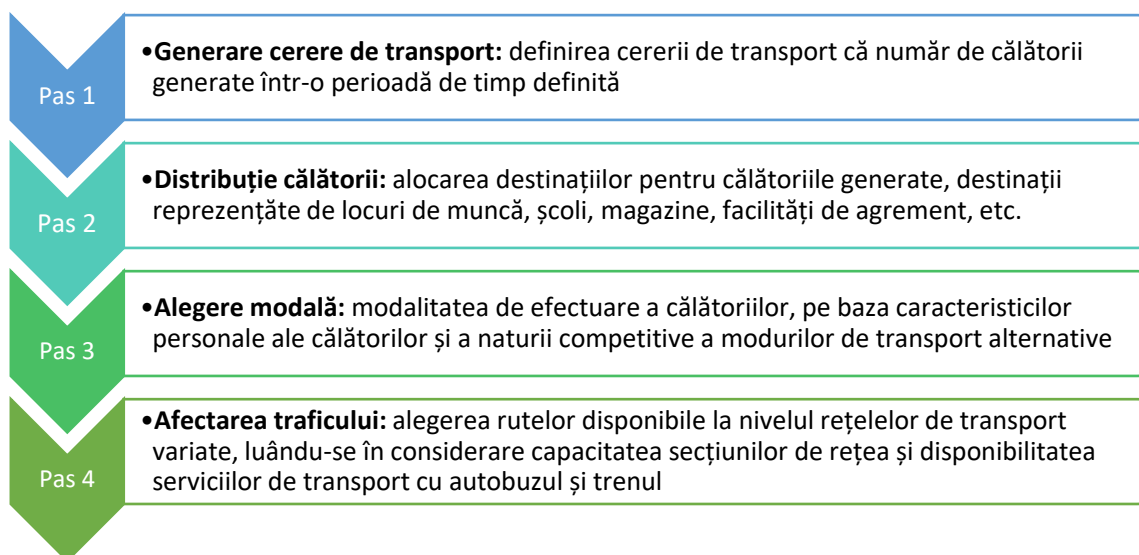 Pas 1
•Generare cerere de transport: definirea cererii de transport că număr de călătorii
generate într-o perioadă de timp definită
Pas 2
•Distribuție călătorii: alocarea destinațiilor pentru călătoriile generate, destinații
reprezențăte de locuri de muncă, școli, magazine, facilități de agrement, etc.
Pas 3
•Alegere modală: modalitatea de efectuare a călătoriilor, pe baza caracteristicilor
personale ale călătorilor și a naturii competitive a modurilor de transport alternative
Pas 4
•Afectarea traficului: alegerea rutelor disponibile la nivelul rețelelor de transport
variate, luându-se în considerare capacitatea secțiunilor de rețea și disponibilitatea
serviciilor de transport cu autobuzul și trenul